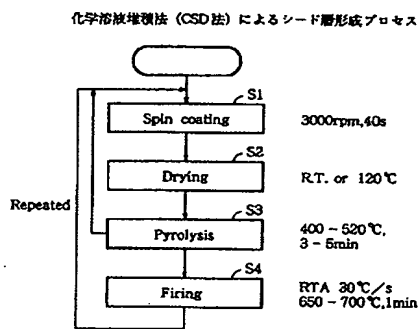 化学溶液堆積法 (CSD法) によるシード層形成プロセス
S1
Spin coating
3000rpm,40s
S2
Drying
R.T. or 120℃
Repeated
S3
Pyrolysis
400 ~ 520℃,
3 - 5min
S4
Firing
RTA 30℃/s
650 - 700℃,1min